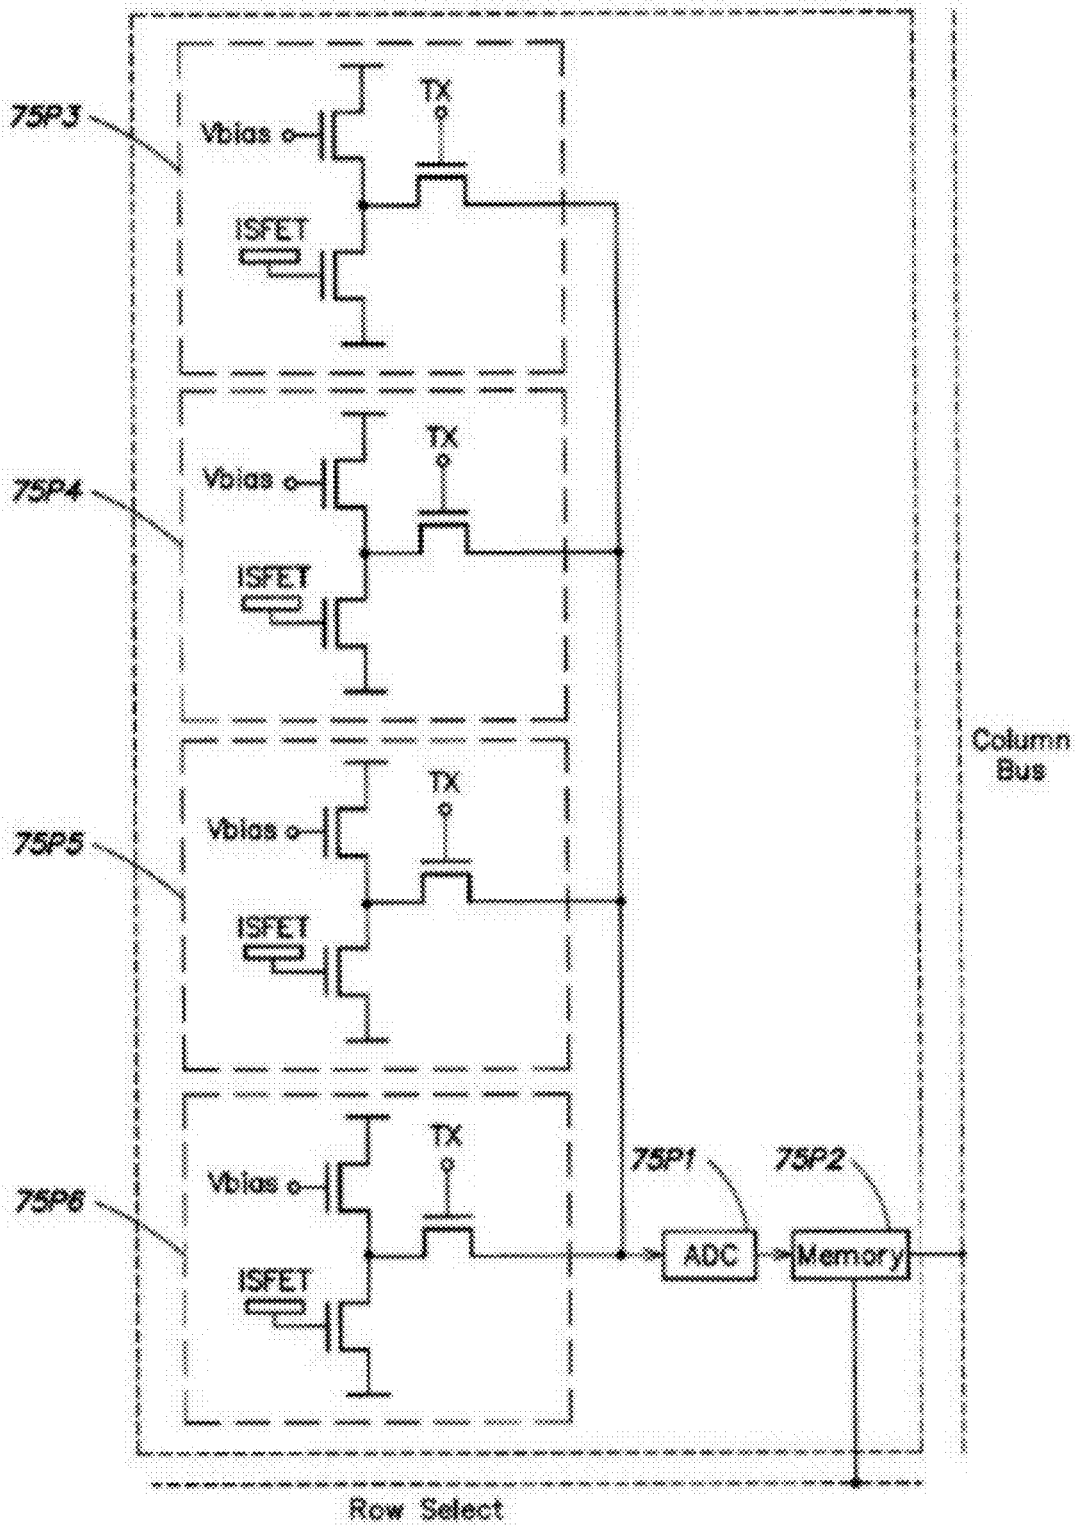 TX
75P3
Vbias
ISFET
TX
75P4
Vbias
ISFET
Column
Bus
TX
75P5
Vbias
ISFET
TX
75P1
75P2
75P6
Vbias
ADC
Memory
ISFET
Row Select